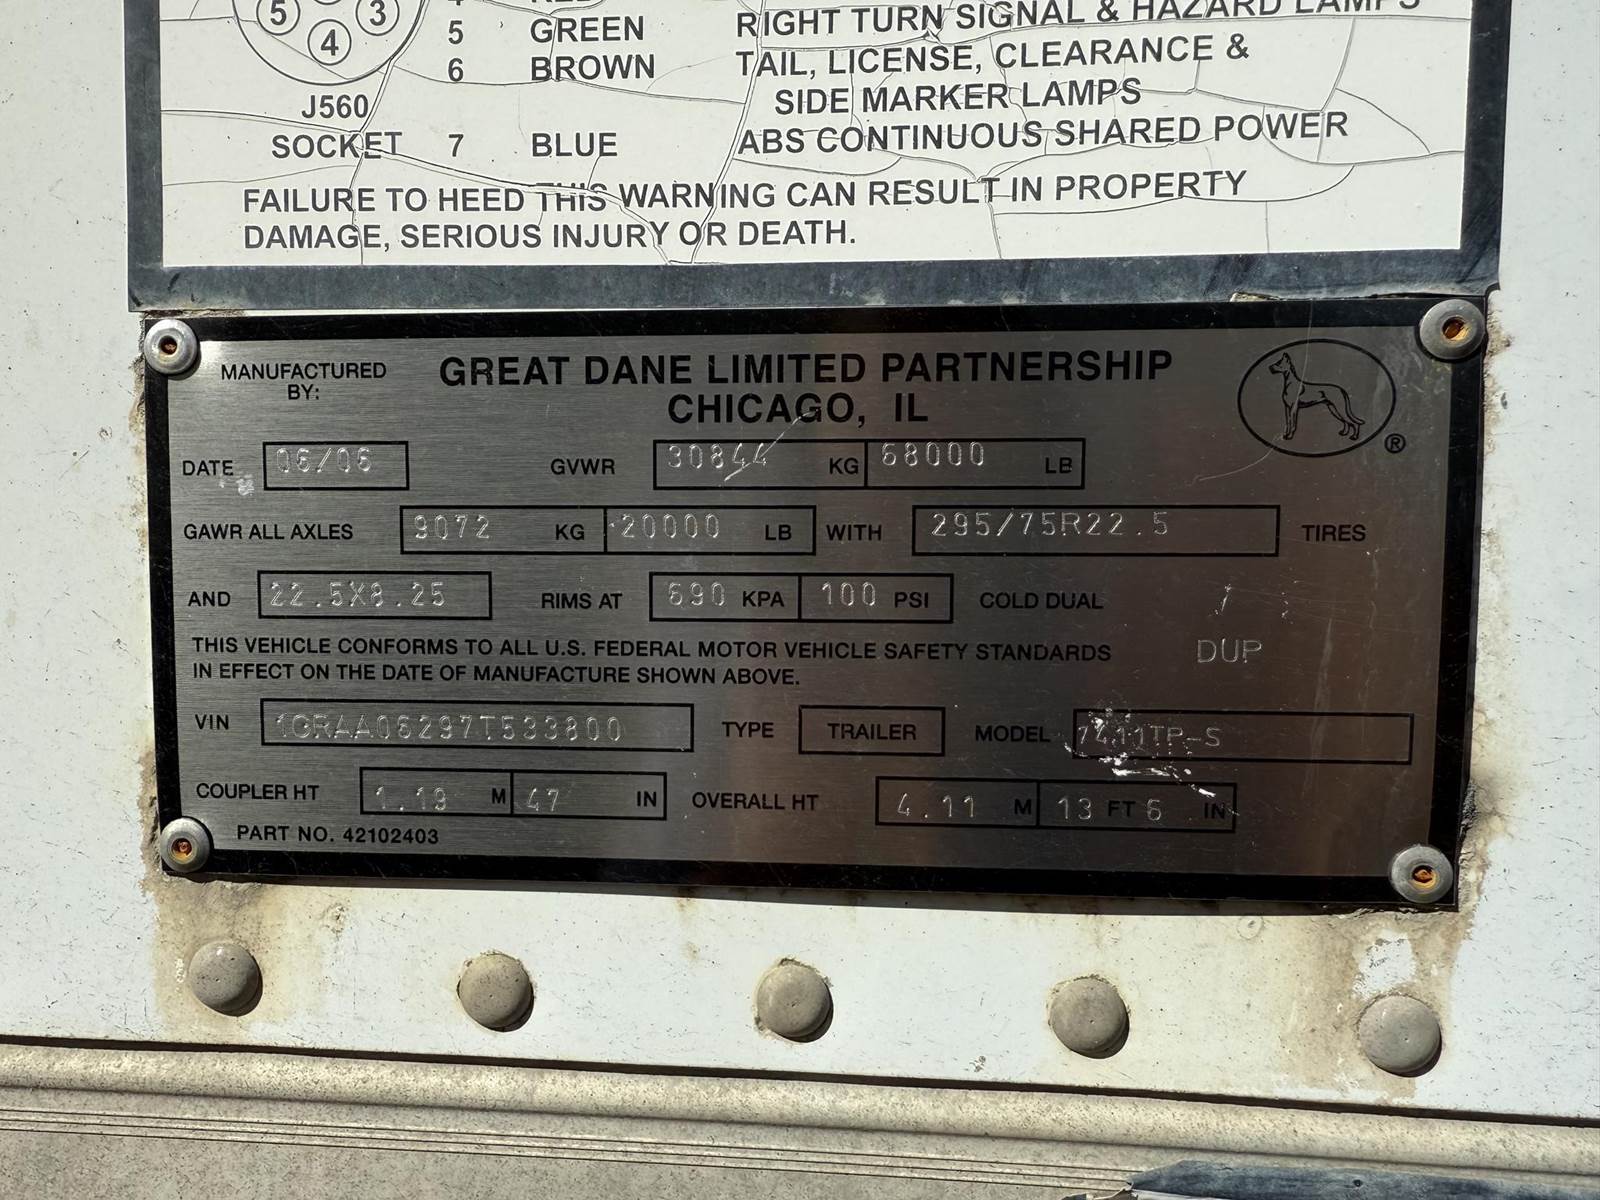 5 3
5 GREEN RIGHT TURN SIGNAL & HAZARD LAMPS
4
6 BROWN TAIL, LICENSE, CLEARANCE &
SIDE MARKER LAMPS
J560
SOCKET 7 BLUE ABS CONTINUOUS SHARED POWER
FAILURE TO HEED THIS WARNING CAN RESULT IN PROPERTY
DAMAGE, SERIOUS INJURY OR DEATH.
MANUFACTURED BY: GREAT DANE LIMITED PARTNERSHIP
CHICAGO, IL
®
DATE 06/06 GVWR 30844 KG 68000 LB
GAWR ALL AXLES 9072 KG 20000 LB WITH 295/75R22.5 TIRES
AND 22.5X8.25 RIMS AT 690 KPA 100 PSI COLD DUAL /
THIS VEHICLE CONFORMS TO ALL U.S. FEDERAL MOTOR VEHICLE SAFETY STANDARDS DUP
IN EFFECT ON THE DATE OF MANUFACTURE SHOWN ABOVE.
VIN 1GRAA06297T533800 TYPE TRAILER MODEL 7411TP-S
COUPLER HT 1.19 M 47 IN OVERALL HT 4.11 M 13 FT 6 IN
PART NO. 42102403